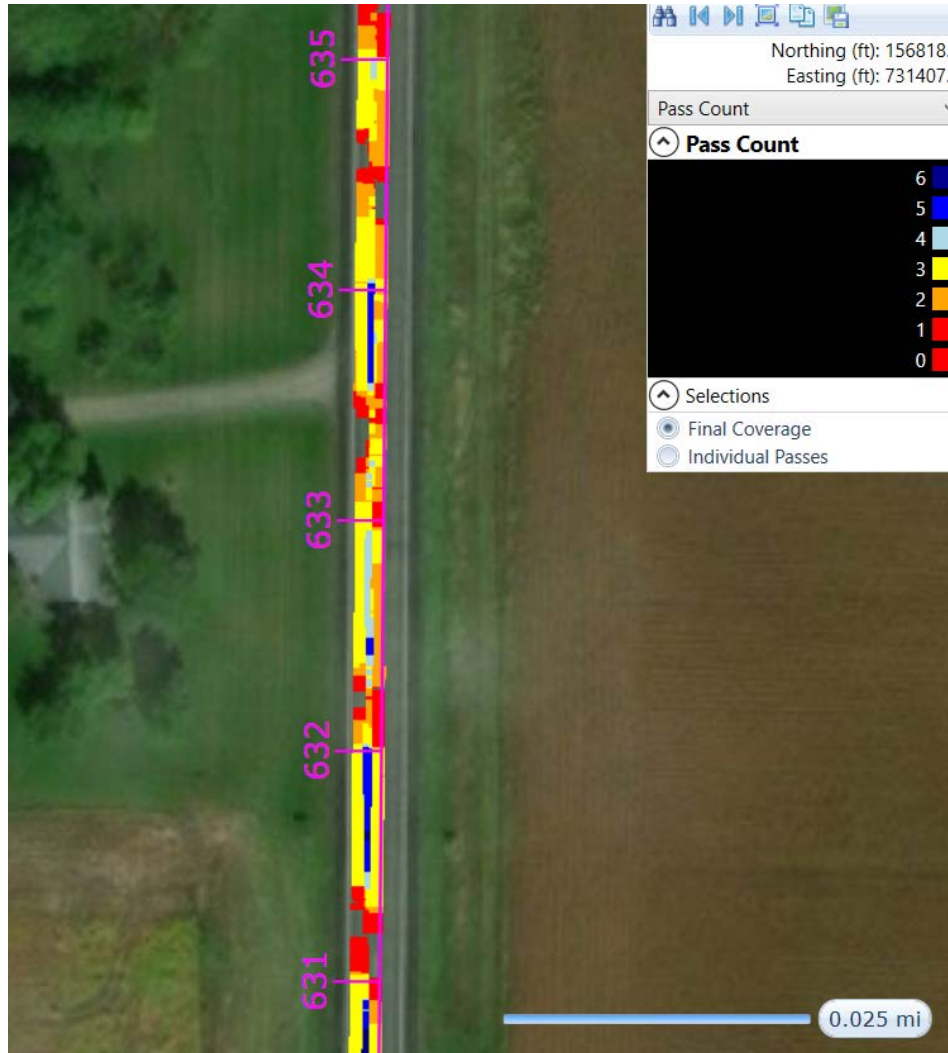 635
634
633
632
631
Northing (ft): 156818.
Easting (ft): 731407.
Pass Count
Pass Count
6
5
4
3
2
1
0
Selections
Final Coverage
Individual Passes
0.025 mi